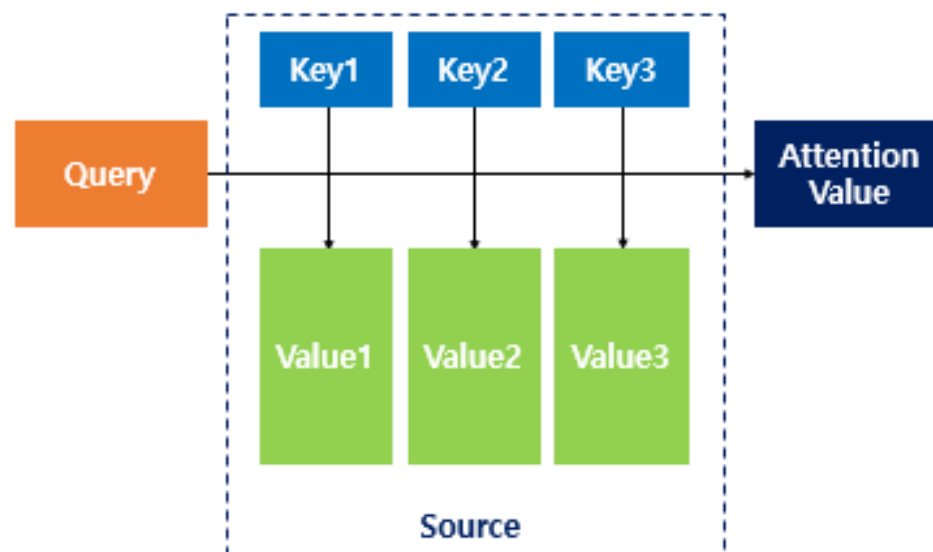 Key1 Key2 Key3
Query
Attention
Value
Value1 Value2 Value3
Source